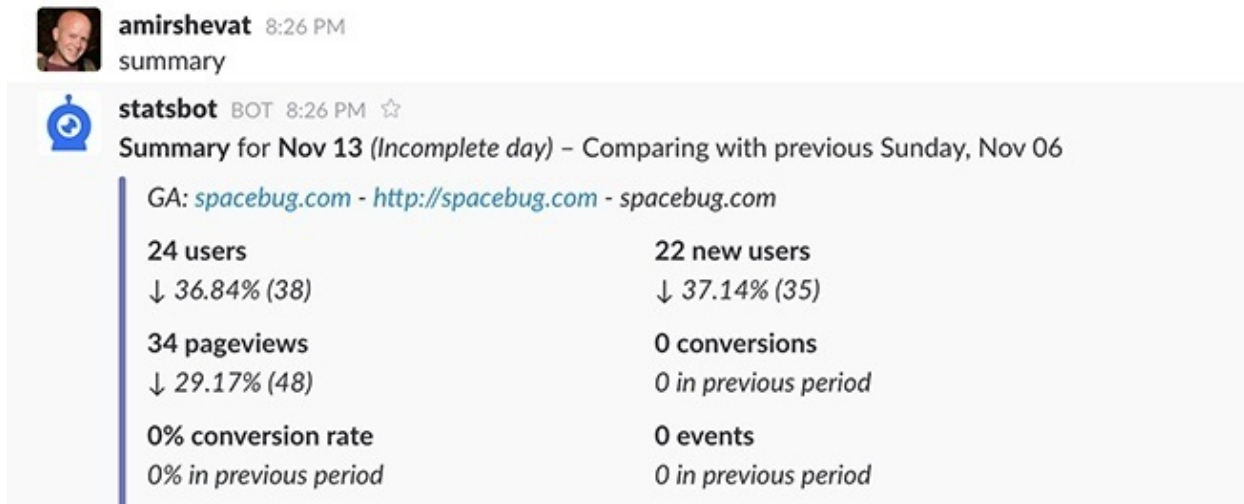 amirshevat 8:26 PM
summary
statsbot BOT 8:26 PM ☆
Summary for Nov 13 (Incomplete day) – Comparing with previous Sunday, Nov 06
GA: spacebug.com - http://spacebug.com - spacebug.com
24 users 22 new users
↓ 36.84% (38) ↓ 37.14% (35)
34 pageviews 0 conversions
↓ 29.17% (48) 0 in previous period
0% conversion rate 0 events
0% in previous period 0 in previous period